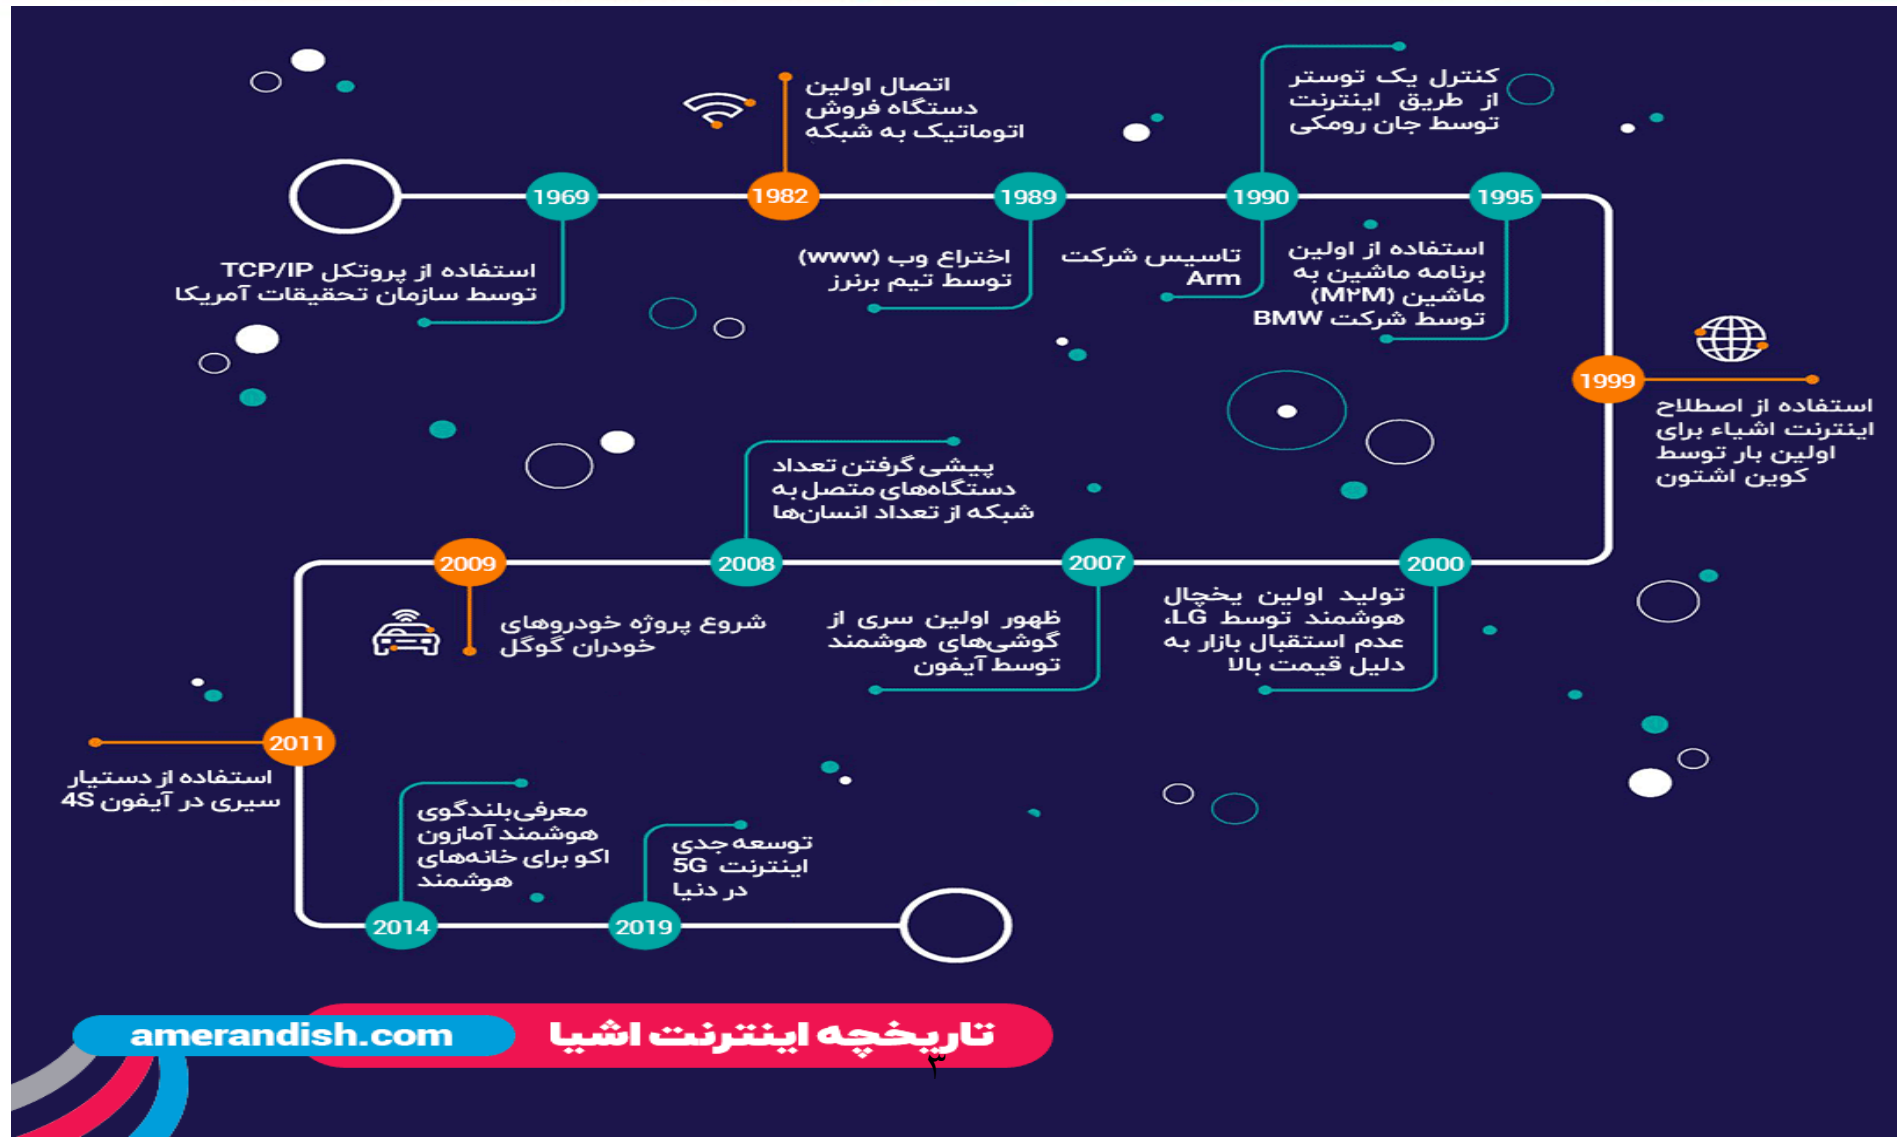 1969
استفاده از پروتکل TCP/IP
توسط سازمان تحقیقات آمریکا
1982
اتصال اولین
دستگاه فروش
اتوماتیک به شبکه
1989
اختراع وب (www)
توسط تیم برنرز
1990
کنترل یک توستر
از طریق اینترنت
توسط جان رومکی
تاسیس شرکت
Arm
1995
استفاده از اولین
برنامه ماشین به
ماشین (M۲M)
توسط شرکت BMW
1999
استفاده از اصطلاح
اینترنت اشیاء برای
اولین بار توسط
کوین اشتون
2000
تولید اولین یخچال
هوشمند توسط LG،
عدم استقبال بازار به
دلیل قیمت بالا
2007
ظهور اولین سری از
گوشی‌های هوشمند
توسط آیفون
2008
پیشی گرفتن تعداد
دستگاه‌های متصل به
شبکه از تعداد انسان‌ها
2009
شروع پروژه خودروهای
خودران گوگل
2011
استفاده از دستیار
سیری در آیفون 4S
2014
معرفی بلندگوی
هوشمند آمازون
اکو برای خانه‌های
هوشمند
2019
توسعه جدی
اینترنت 5G
در دنیا
تاریخچه اینترنت اشیا
amerandish.com
۳